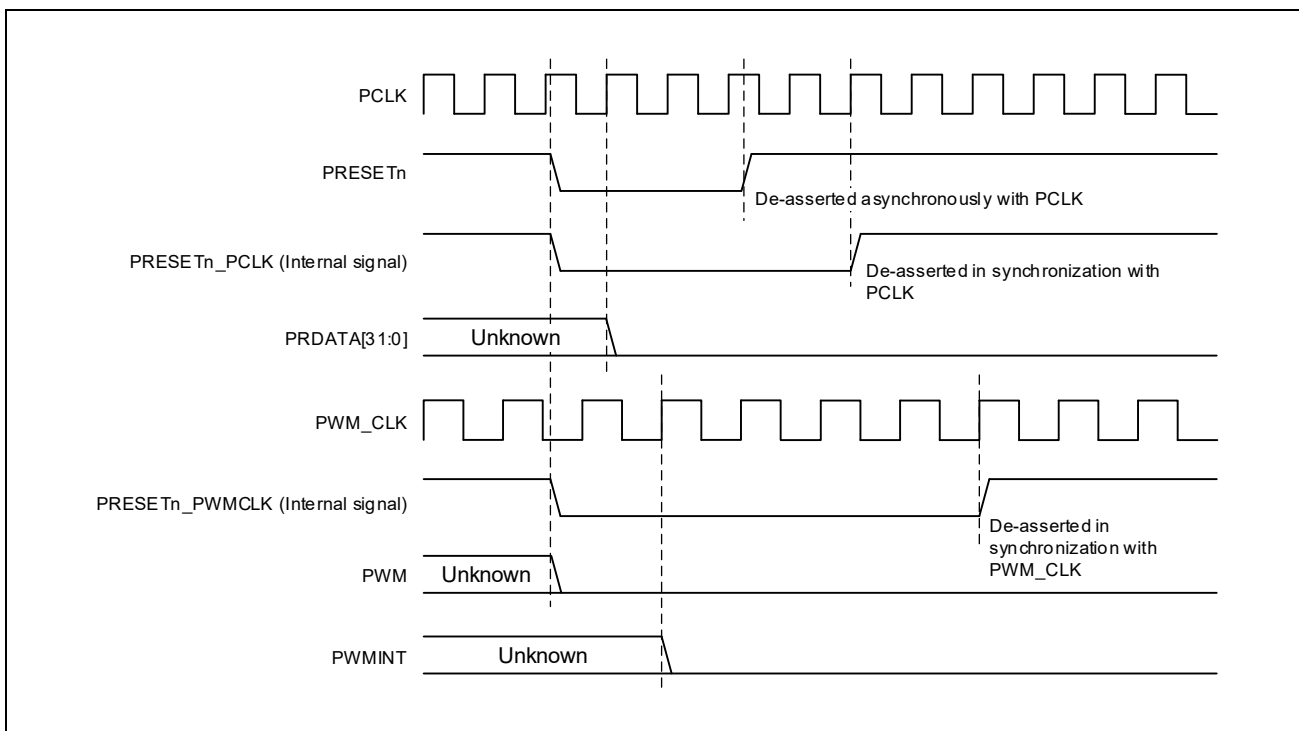 PCLK
PRESETn
De-asserted asynchronously with PCLK
PRESETn_PCLK (Internal signal)
De-asserted in synchronization with
PCLK
PRDATA[31:0]
Unknown
PWM_CLK
PRESETn_PWMCLK (Internal signal)
De-asserted in
synchronization with
PWM_CLK
PWM
Unknown
PWMINT
Unknown